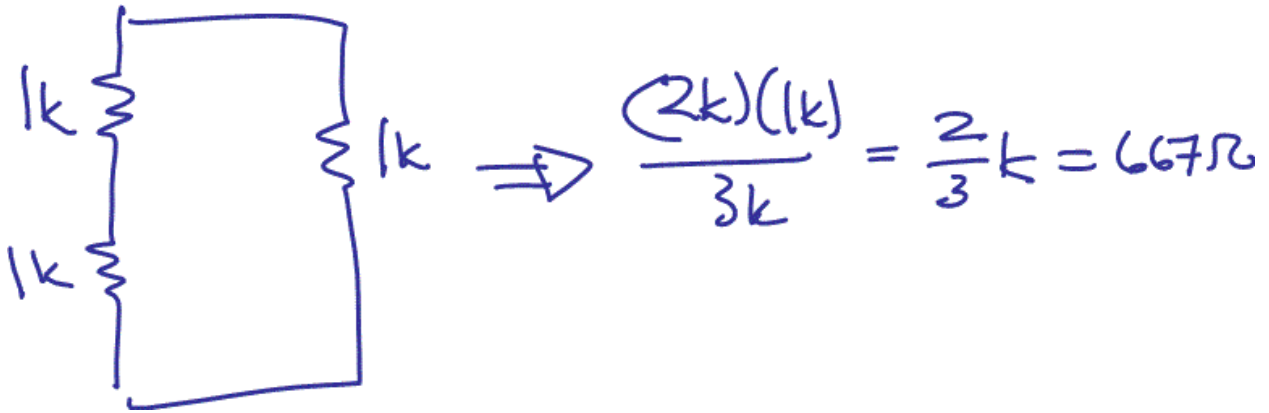 1k
1k
1k
⇒ (2k)(1k) / 3k = 2/3 k = 667Ω